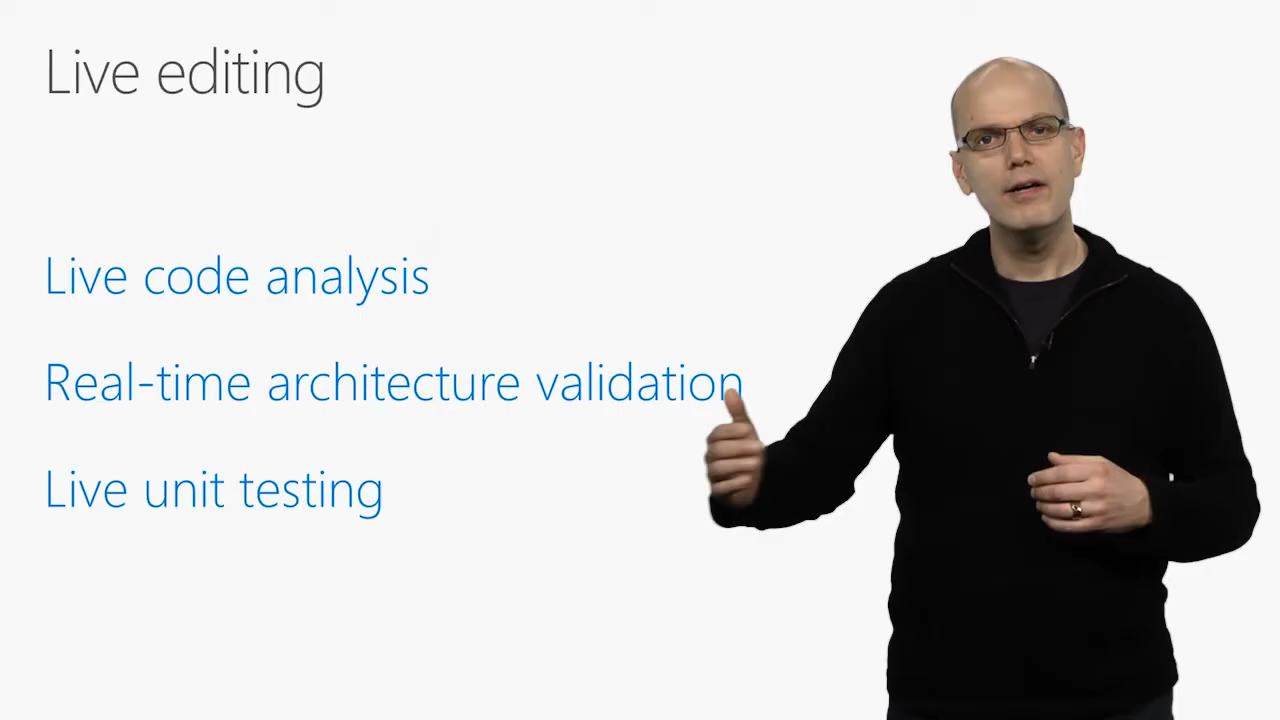 Live editing
Live code analysis
Real-time architecture validation
Live unit testing